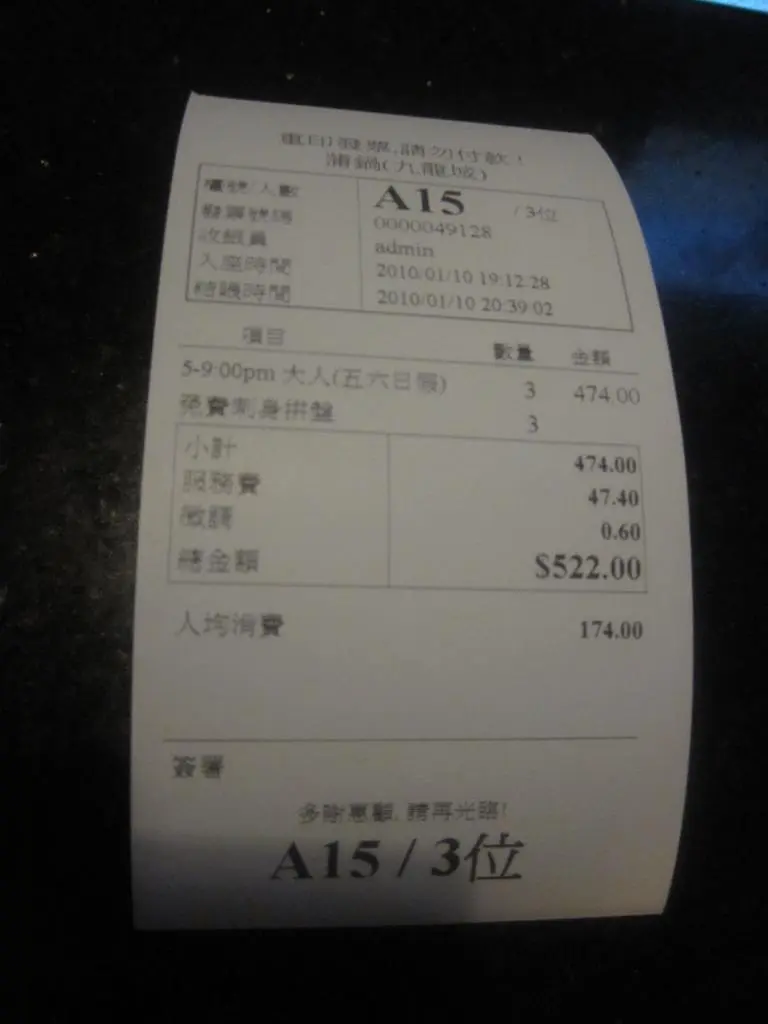 重印發票,請勿付款!
鍋(九龍城)
檯號/人數 A15 /3位
發票號碼 0000049128
收銀員 admin
入座時間 2010/01/10 19:12:28
結賬時間 2010/01/10 20:39:02
項目 數量 金額
5-9:00pm 大人(五六日假) 3 474.00
免費刺身拼盤 3
小計 474.00
服務費 47.40
微調 0.60
總金額 $522.00
人均消費 174.00
簽署
多謝惠顧,請再光臨!
A15 / 3位